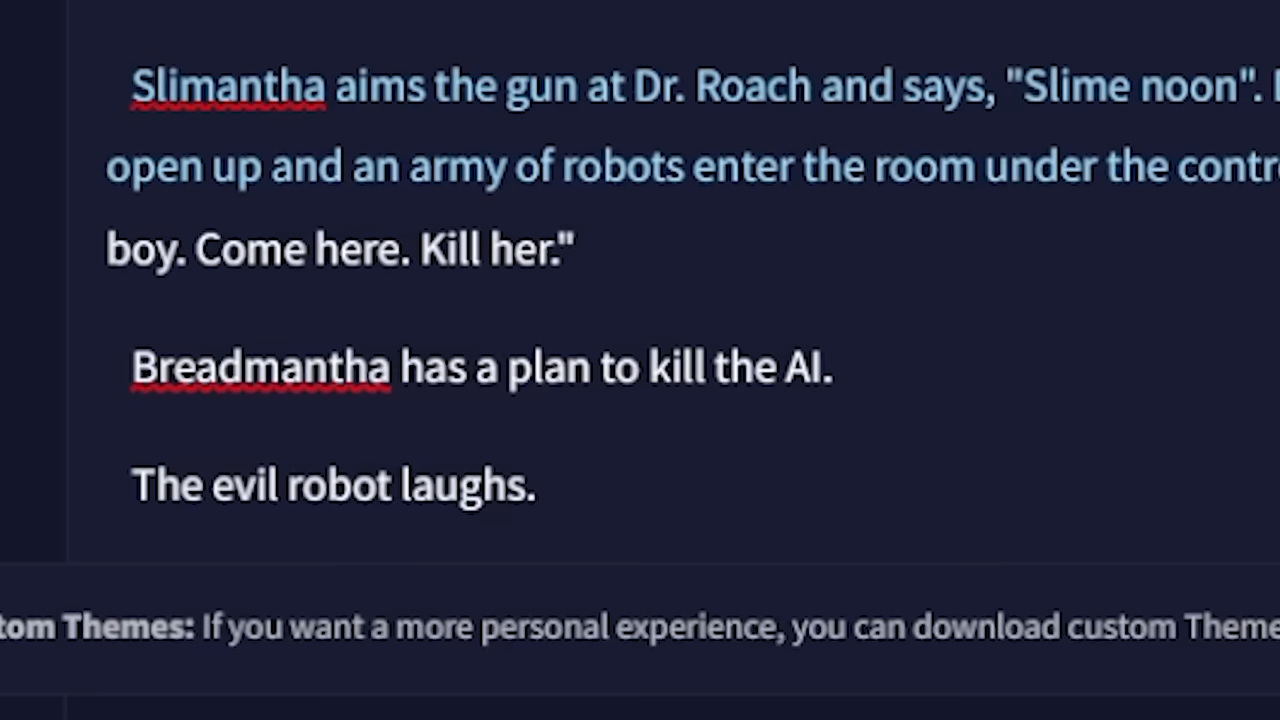 Slimantha aims the gun at Dr. Roach and says, "Slime noon".
open up and an army of robots enter the room under the
boy. Come here. Kill her."
Breadmantha has a plan to kill the AI.
The evil robot laughs.
tom Themes: If you want a more personal experience, you can download custom Theme